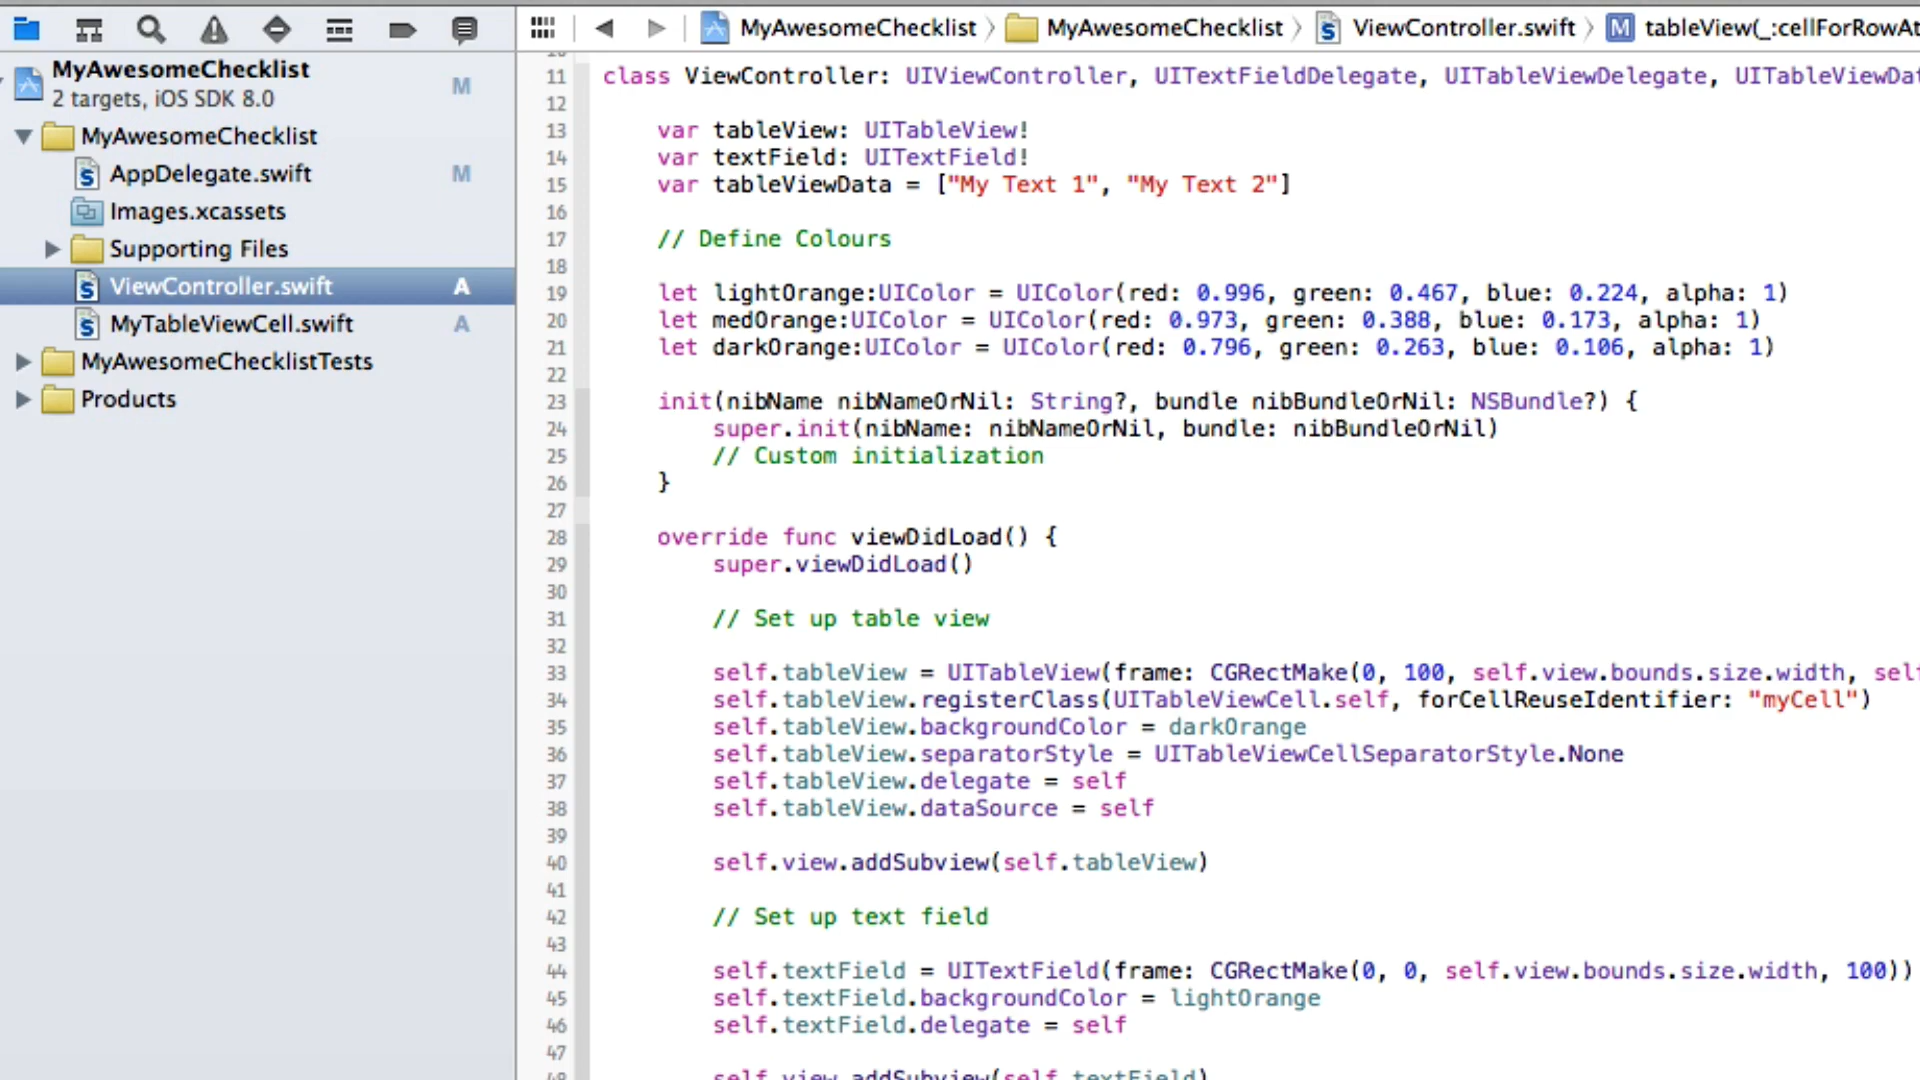 MyAwesomeChecklist 〉 MyAwesomeChecklist 〉 ViewController.swift 〉 M tableView(_:cellForRowAt
MyAwesomeChecklist M
2 targets, iOS SDK 8.0
MyAwesomeChecklist
AppDelegate.swift M
Images.xcassets
Supporting Files
ViewController.swift A
MyTableViewCell.swift A
MyAwesomeChecklistTests
Products
11 class ViewController: UIViewController, UITextFieldDelegate, UITableViewDelegate, UITableViewDat
12
13 var tableView: UITableView!
14 var textField: UITextField!
15 var tableViewData = ["My Text 1", "My Text 2"]
16
17 // Define Colours
18
19 let lightOrange:UIColor = UIColor(red: 0.996, green: 0.467, blue: 0.224, alpha: 1)
20 let medOrange:UIColor = UIColor(red: 0.973, green: 0.388, blue: 0.173, alpha: 1)
21 let darkOrange:UIColor = UIColor(red: 0.796, green: 0.263, blue: 0.106, alpha: 1)
22
23 init(nibName nibNameOrNil: String?, bundle nibBundleOrNil: NSBundle?) {
24 super.init(nibName: nibNameOrNil, bundle: nibBundleOrNil)
25 // Custom initialization
26 }
27
28 override func viewDidLoad() {
29 super.viewDidLoad()
30
31 // Set up table view
32
33 self.tableView = UITableView(frame: CGRectMake(0, 100, self.view.bounds.size.width, self
34 self.tableView.registerClass(UITableViewCell.self, forCellReuseIdentifier: "myCell")
35 self.tableView.backgroundColor = darkOrange
36 self.tableView.separatorStyle = UITableViewCellSeparatorStyle.None
37 self.tableView.delegate = self
38 self.tableView.dataSource = self
39
40 self.view.addSubview(self.tableView)
41
42 // Set up text field
43
44 self.textField = UITextField(frame: CGRectMake(0, 0, self.view.bounds.size.width, 100))
45 self.textField.backgroundColor = lightOrange
46 self.textField.delegate = self
47
48 self.view.addSubview(self.textField)